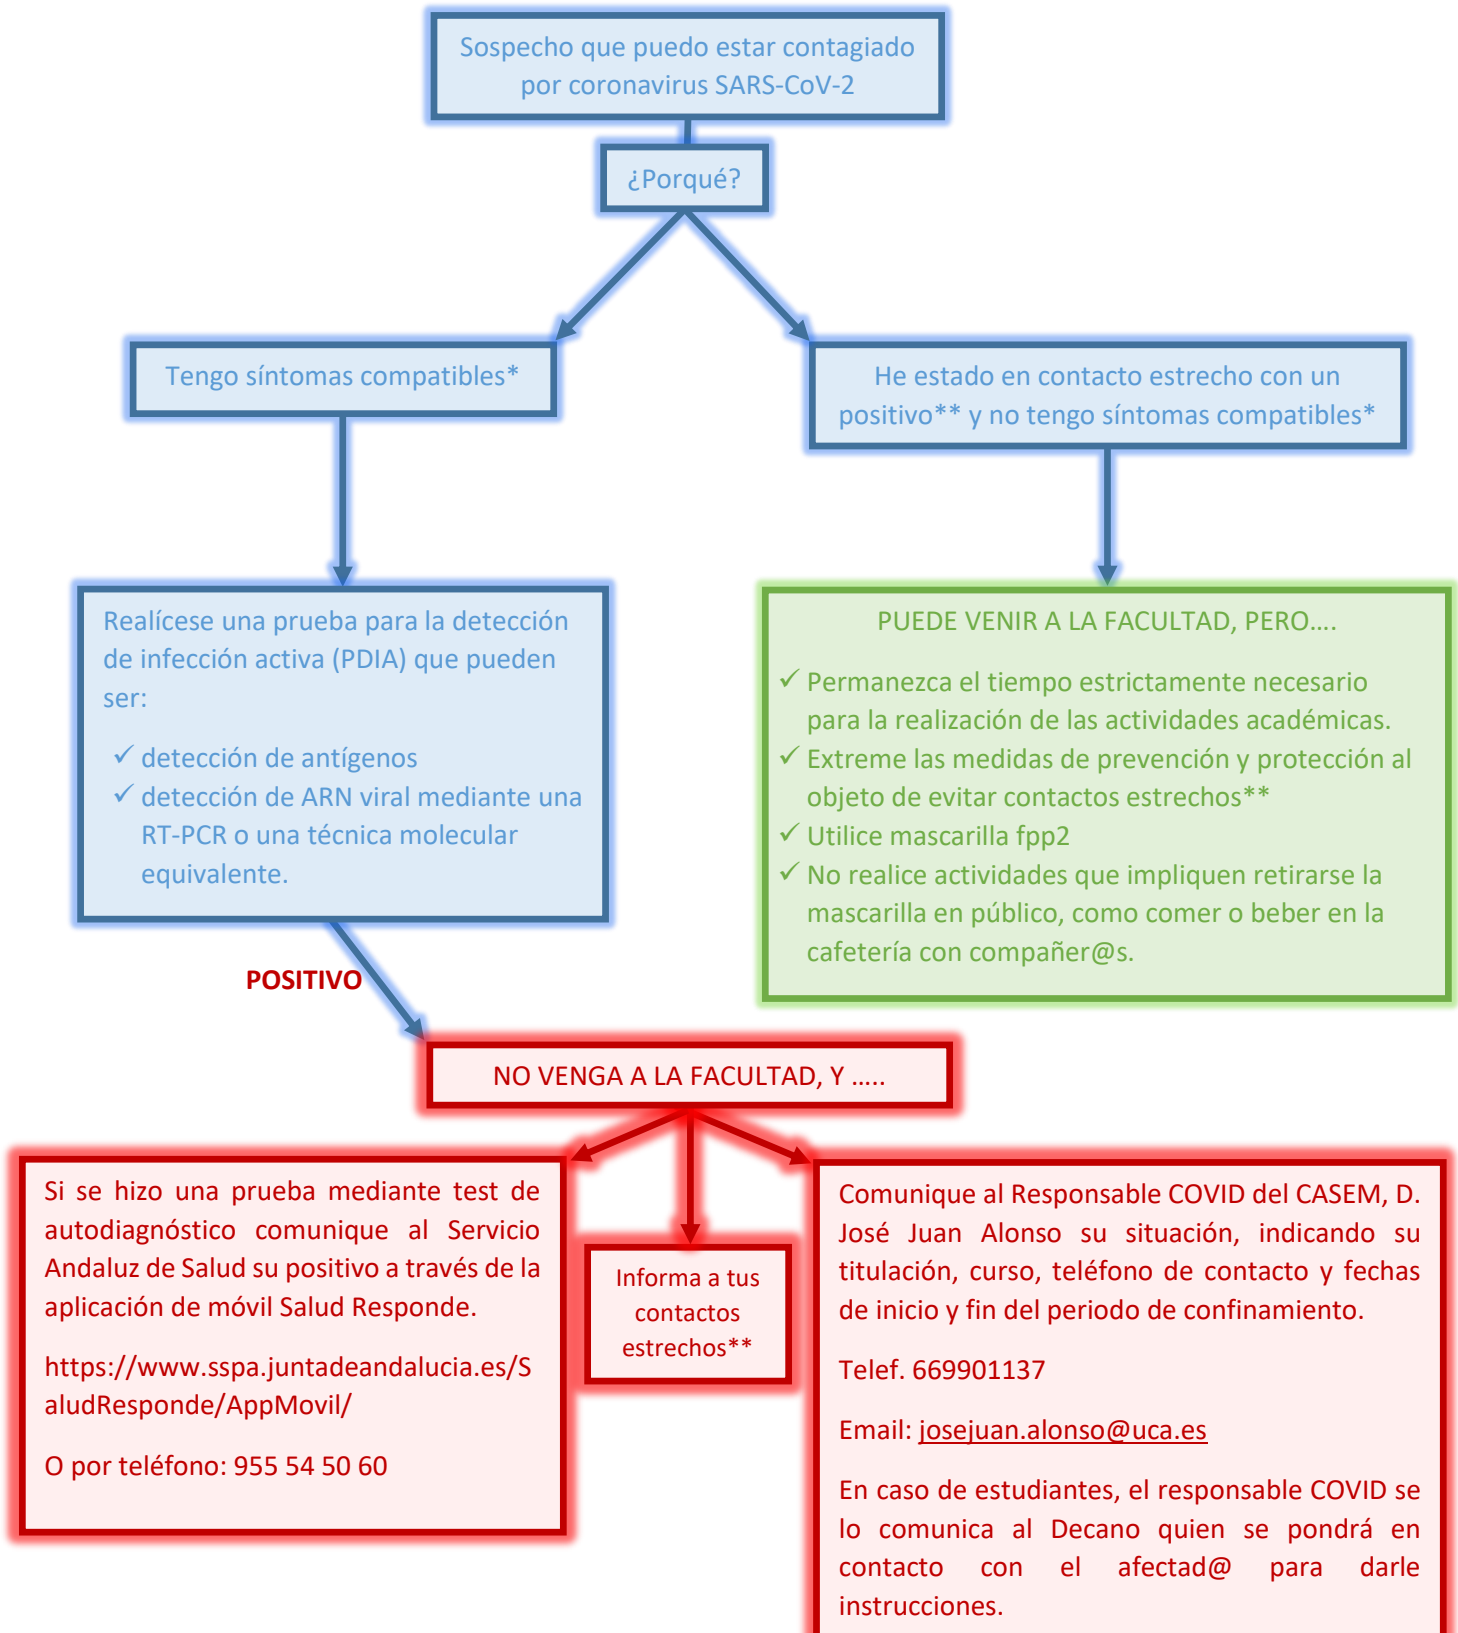 Sospecho que puedo estar contagiado
por coronavirus SARS-CoV-2
¿Porqué?
Tengo síntomas compatibles*
He estado en contacto estrecho con un
positivo** y no tengo síntomas compatibles*
Realícese una prueba para la detección
de infección activa (PDIA) que pueden
ser:
✓ detección de antígenos
✓ detección de ARN viral mediante una
RT-PCR o una técnica molecular
equivalente.
PUEDE VENIR A LA FACULTAD, PERO....
✓ Permanezca el tiempo estrictamente necesario
para la realización de las actividades académicas.
✓ Extreme las medidas de prevención y protección al
objeto de evitar contactos estrechos**
✓ Utilice mascarilla fpp2
✓ No realice actividades que impliquen retirarse la
mascarilla en público, como comer o beber en la
cafetería con compañer@s.
POSITIVO
NO VENGA A LA FACULTAD, Y .....
Si se hizo una prueba mediante test de
autodiagnóstico comunique al Servicio
Andaluz de Salud su positivo a través de la
aplicación de móvil Salud Responde.
https://www.sspa.juntadeandalucia.es/S
aludResponde/AppMovil/
O por teléfono: 955 54 50 60
Informa a tus
contactos
estrechos**
Comunique al Responsable COVID del CASEM, D.
José Juan Alonso su situación, indicando su
titulación, curso, teléfono de contacto y fechas
de inicio y fin del periodo de confinamiento.
Telef. 669901137
Email: josejuan.alonso@uca.es
En caso de estudiantes, el responsable COVID se
lo comunica al Decano quien se pondrá en
contacto con el afectad@ para darle
instrucciones.